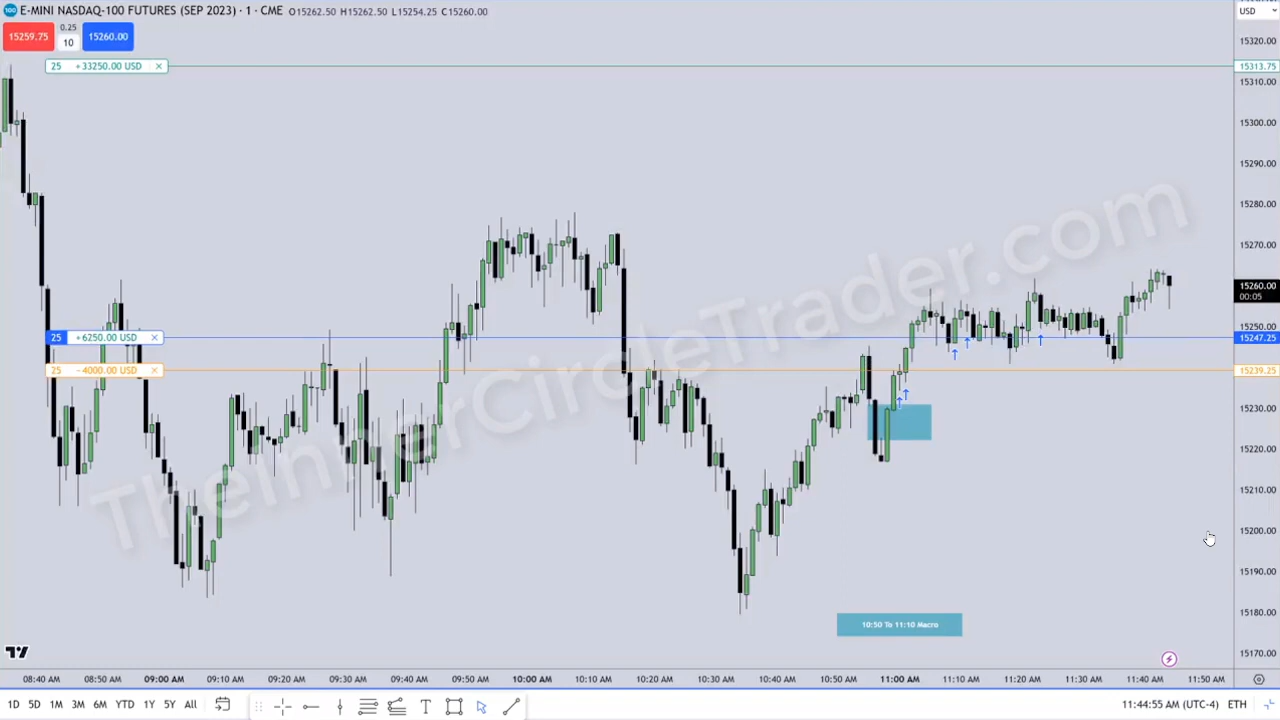 E-MINI NASDAQ-100 FUTURES (SEP 2023) · 1 · CME O15262.50 H15262.50 L15254.25 C15260.00
USD
15259.75 0.25 10 15260.00
15320.00
25 +33250.00 USD × 15313.75
15310.00
15300.00
15290.00
15280.00
15270.00
15260.00
00:05
15250.00
25 +6250.00 USD × 15247.25
25 −4000.00 USD × 15239.25
15230.00
15220.00
15210.00
15200.00
15190.00
15180.00
15170.00
TheInnerCircleTrader.com
10:50 To 11:10 Macro
08:40 AM 08:50 AM 09:00 AM 09:10 AM 09:20 AM 09:30 AM 09:40 AM 09:50 AM 10:00 AM 10:10 AM 10:20 AM 10:30 AM 10:40 AM 10:50 AM 11:00 AM 11:10 AM 11:20 AM 11:30 AM 11:40 AM 11:50 AM
1D 5D 1M 3M 6M YTD 1Y 5Y All T 11:44:55 AM (UTC-4) ETH